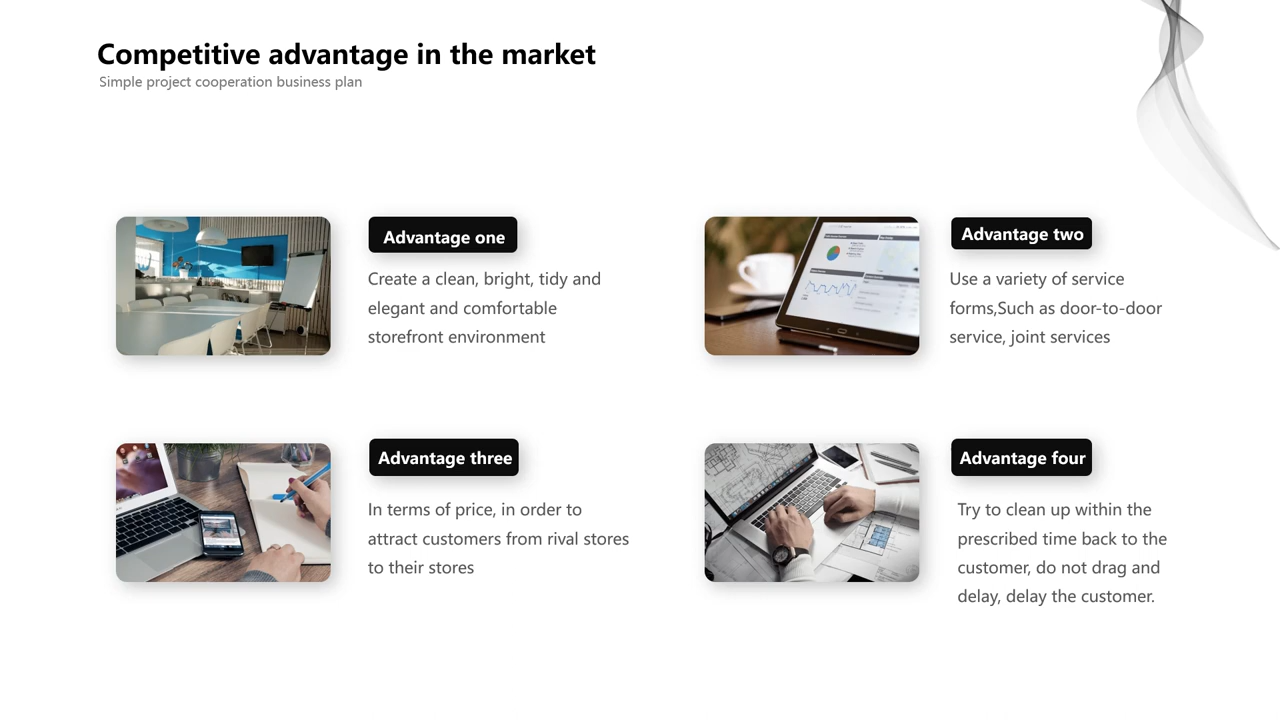 Competitive advantage in the market
Simple project cooperation business plan
Advantage one
Create a clean, bright, tidy and
elegant and comfortable
storefront environment
Advantage two
Use a variety of service
forms,Such as door-to-door
service, joint services
Advantage three
In terms of price, in order to
attract customers from rival stores
to their stores
Advantage four
Try to clean up within the
prescribed time back to the
customer, do not drag and
delay, delay the customer.